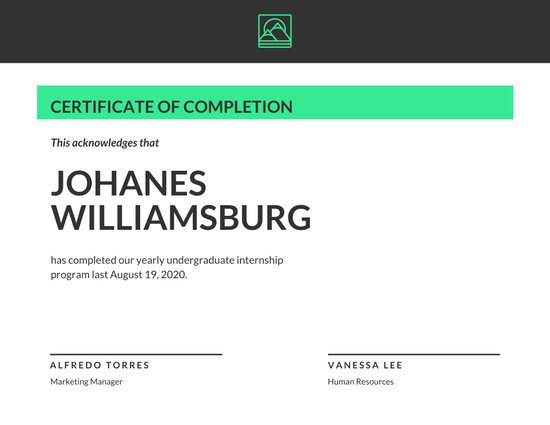 CERTIFICATE OF COMPLETION
This acknowledges that
JOHANES
WILLIAMSBURG
has completed our yearly undergraduate internship
program last August 19, 2020.
ALFREDO TORRES
Marketing Manager
VANESSA LEE
Human Resources